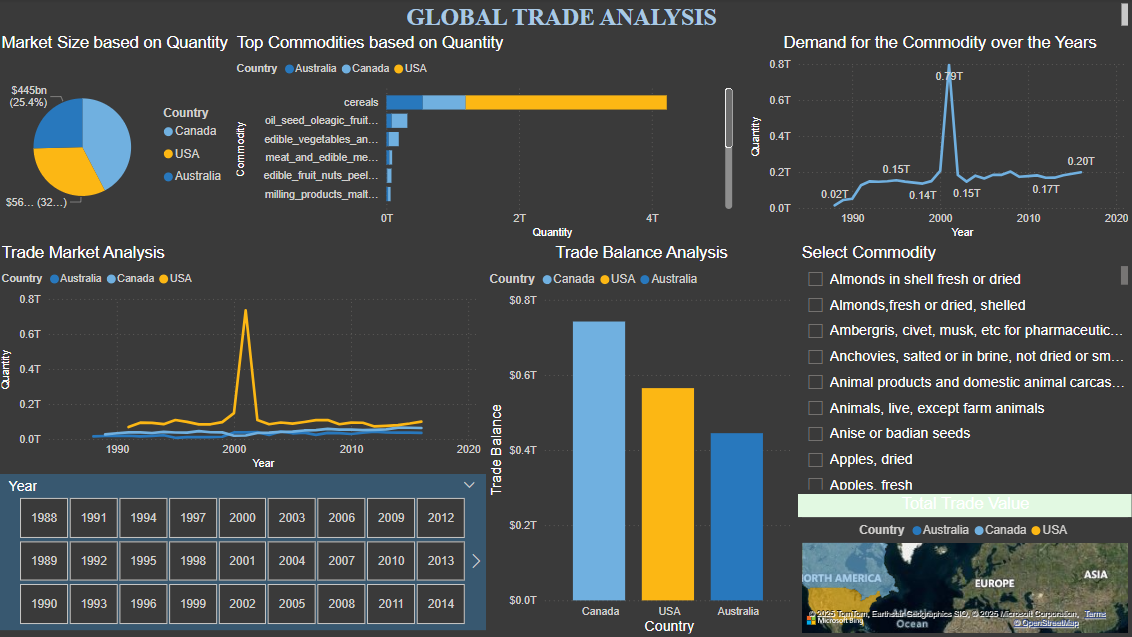 GLOBAL TRADE ANALYSIS
Market Size based on Quantity
$445bn
(25.4%)
$56… (32…)
Country
Canada
USA
Australia
Top Commodities based on Quantity
Country Australia Canada USA
Commodity
cereals
oil_seed_oleagic_fruit…
edible_vegetables_an…
meat_and_edible_me…
edible_fruit_nuts_peel…
milling_products_malt…
0T 2T 4T
Quantity
Demand for the Commodity over the Years
Quantity
0.8T
0.6T
0.4T
0.2T
0.0T
0.02T
0.15T
0.14T
0.79T
0.15T
0.17T
0.20T
1990 2000 2010 2020
Year
Trade Market Analysis
Country Australia Canada USA
Quantity
0.8T
0.6T
0.4T
0.2T
0.0T
1990 2000 2010 2020
Year
Year
1988 1991 1994 1997 2000 2003 2006 2009 2012
1989 1992 1995 1998 2001 2004 2007 2010 2013
1990 1993 1996 1999 2002 2005 2008 2011 2014
Trade Balance Analysis
Country Canada USA Australia
Trade Balance
$0.8T
$0.6T
$0.4T
$0.2T
$0.0T
Canada USA Australia
Country
Select Commodity
Almonds in shell fresh or dried
Almonds,fresh or dried, shelled
Ambergris, civet, musk, etc for pharmaceutic…
Anchovies, salted or in brine, not dried or sm…
Animal products and domestic animal carcas…
Animals, live, except farm animals
Anise or badian seeds
Apples, dried
Apples, fresh
Total Trade Value
Country Australia Canada USA
NORTH AMERICA
EUROPE
ASIA
Atlantic
Ocean
© 2025 TomTom, Earthstar Geographics SIO, © 2025 Microsoft Corporation, Terms
Microsoft Bing
© OpenStreetMap